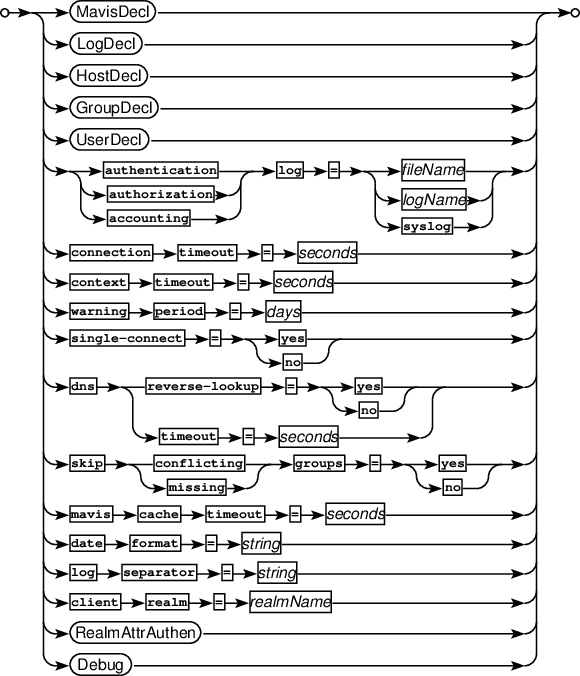 MavisDecl
LogDecl
HostDecl
GroupDecl
UserDecl
authentication log = fileName
authorization logName
accounting syslog
connection timeout = seconds
context timeout = seconds
warning period = days
single-connect = yes
no
dns reverse-lookup = yes
no
timeout = seconds
skip conflicting groups = yes
missing no
mavis cache timeout = seconds
date format = string
log separator = string
client realm = realmName
RealmAttrAuthen
Debug